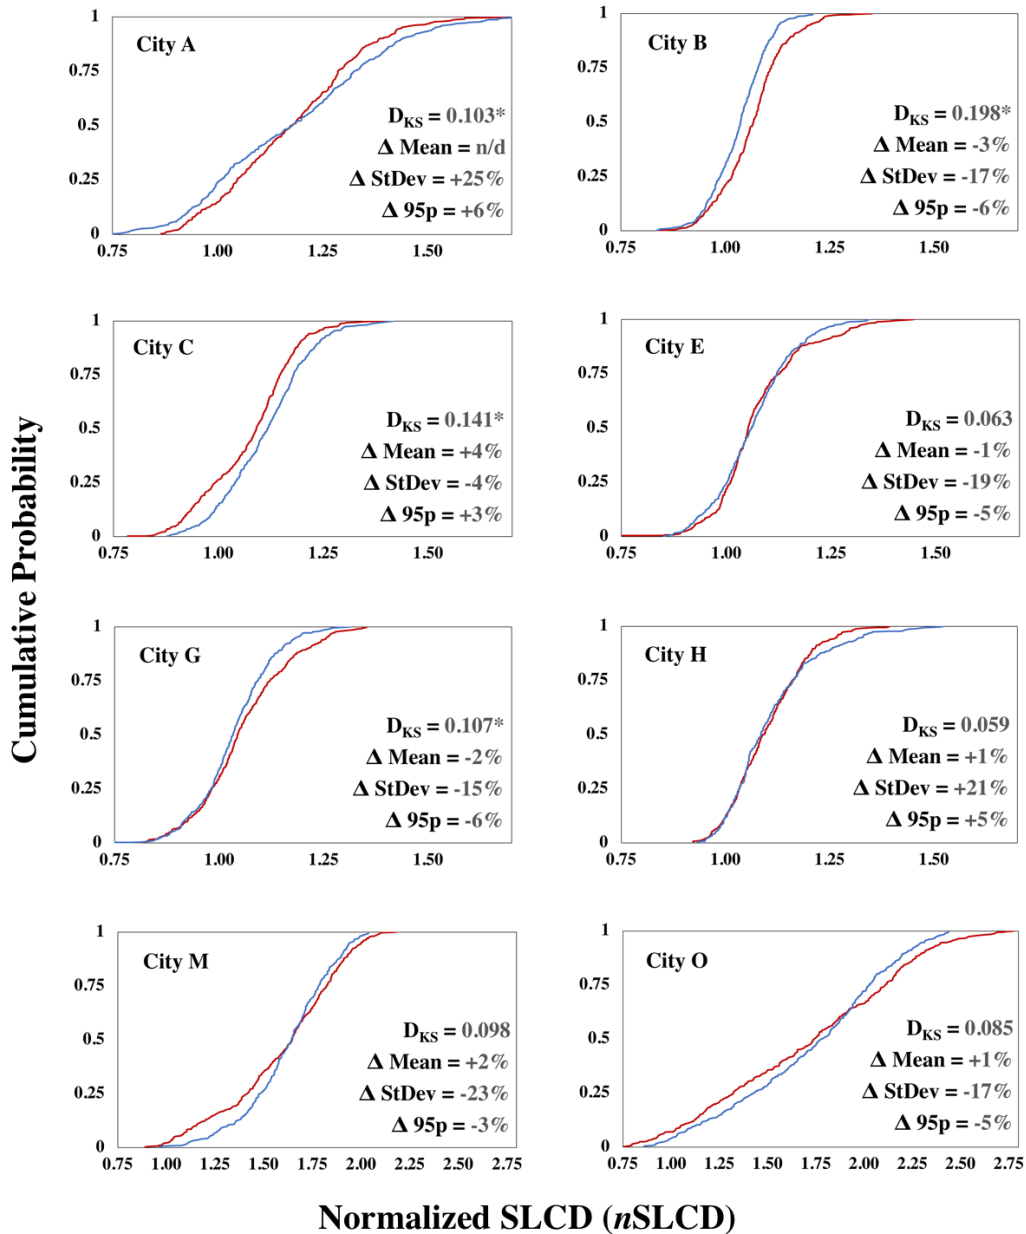 City A
1
0.75
0.5
0.25
0
D_KS = 0.103*
Δ Mean = n/d
Δ StDev = +25%
Δ 95p = +6%
0.75 1.00 1.25 1.50
City B
1
0.75
0.5
0.25
0
D_KS = 0.198*
Δ Mean = -3%
Δ StDev = -17%
Δ 95p = -6%
0.75 1.00 1.25 1.50
City C
1
0.75
0.5
0.25
0
D_KS = 0.141*
Δ Mean = +4%
Δ StDev = -4%
Δ 95p = +3%
0.75 1.00 1.25 1.50
City E
1
0.75
0.5
0.25
0
D_KS = 0.063
Δ Mean = -1%
Δ StDev = -19%
Δ 95p = -5%
0.75 1.00 1.25 1.50
City G
1
0.75
0.5
0.25
0
D_KS = 0.107*
Δ Mean = -2%
Δ StDev = -15%
Δ 95p = -6%
0.75 1.00 1.25 1.50
City H
1
0.75
0.5
0.25
0
D_KS = 0.059
Δ Mean = +1%
Δ StDev = +21%
Δ 95p = +5%
0.75 1.00 1.25 1.50
City M
1
0.75
0.5
0.25
0
D_KS = 0.098
Δ Mean = +2%
Δ StDev = -23%
Δ 95p = -3%
0.75 1.00 1.25 1.50 1.75 2.00 2.25 2.50 2.75
City O
1
0.75
0.5
0.25
0
D_KS = 0.085
Δ Mean = +1%
Δ StDev = -17%
Δ 95p = -5%
0.75 1.00 1.25 1.50 1.75 2.00 2.25 2.50 2.75
Cumulative Probability
Normalized SLCD (nSLCD)